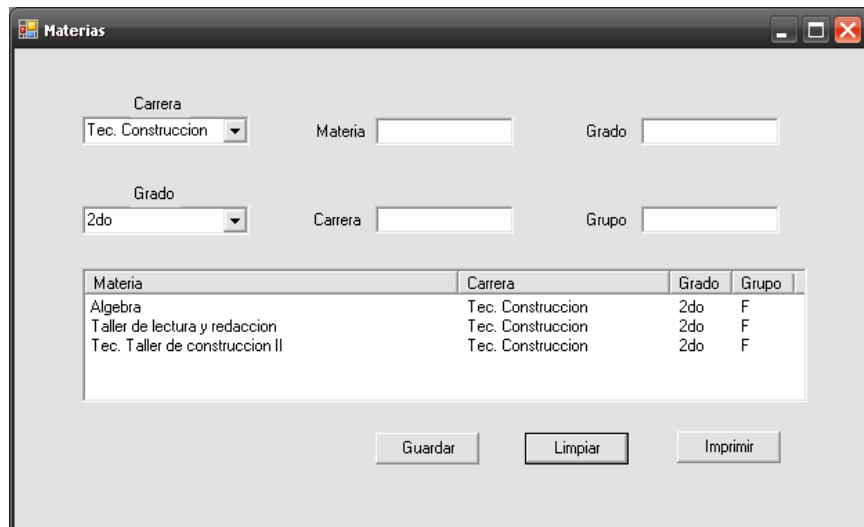 Materias
Carrera
Tec. Construccion Materia Grado
Grado
2do Carrera Grupo
Materia Carrera Grado Grupo
Algebra Tec. Construccion 2do F
Taller de lectura y redaccion Tec. Construccion 2do F
Tec. Taller de construccion II Tec. Construccion 2do F
Guardar Limpiar Imprimir